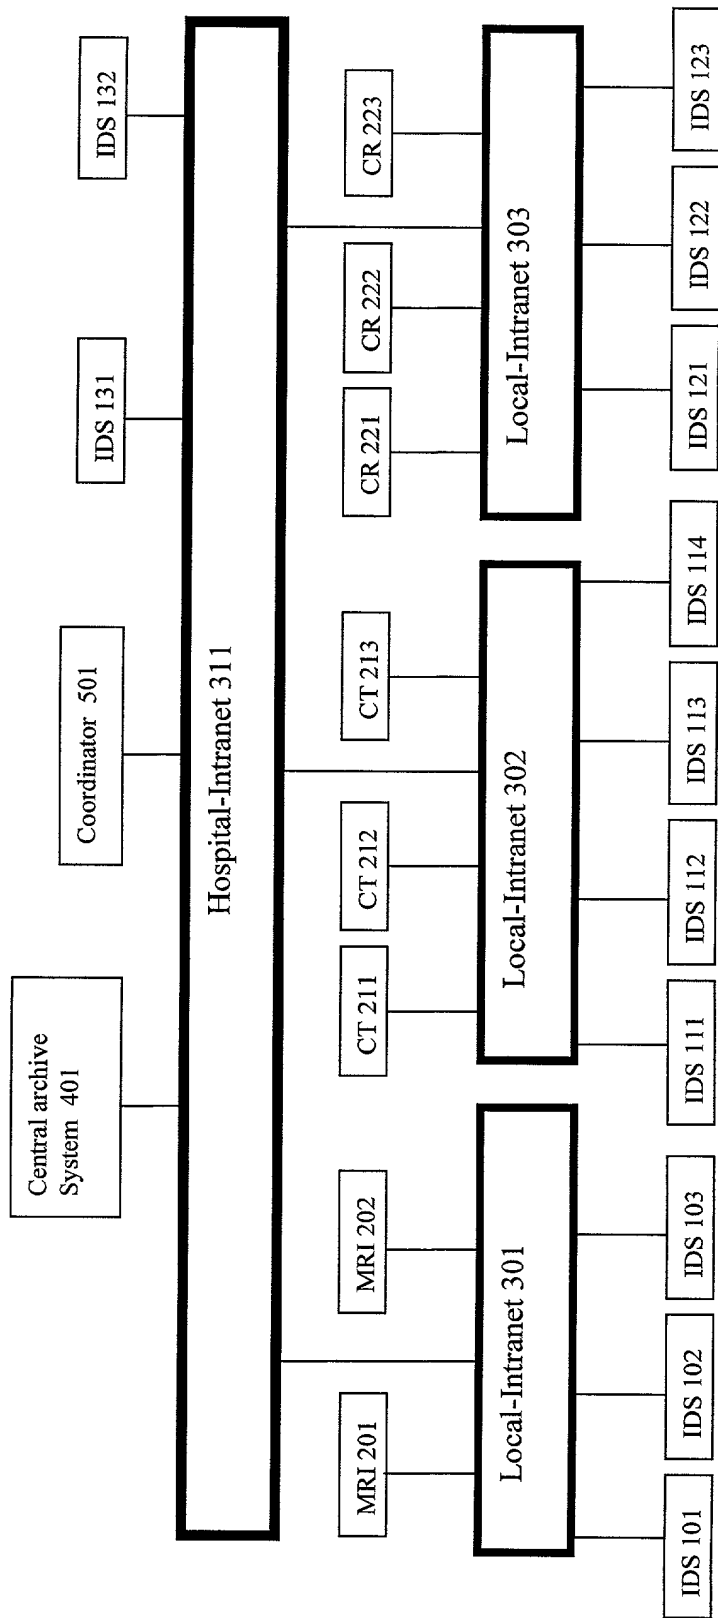 Central archive
System 401
Coordinator 501
IDS 131
IDS 132
Hospital-Intranet 311
MRI 201
MRI 202
CT 211
CT 212
CT 213
CR 221
CR 222
CR 223
Local-Intranet 301
Local-Intranet 302
Local-Intranet 303
IDS 101
IDS 102
IDS 103
IDS 111
IDS 112
IDS 113
IDS 114
IDS 121
IDS 122
IDS 123